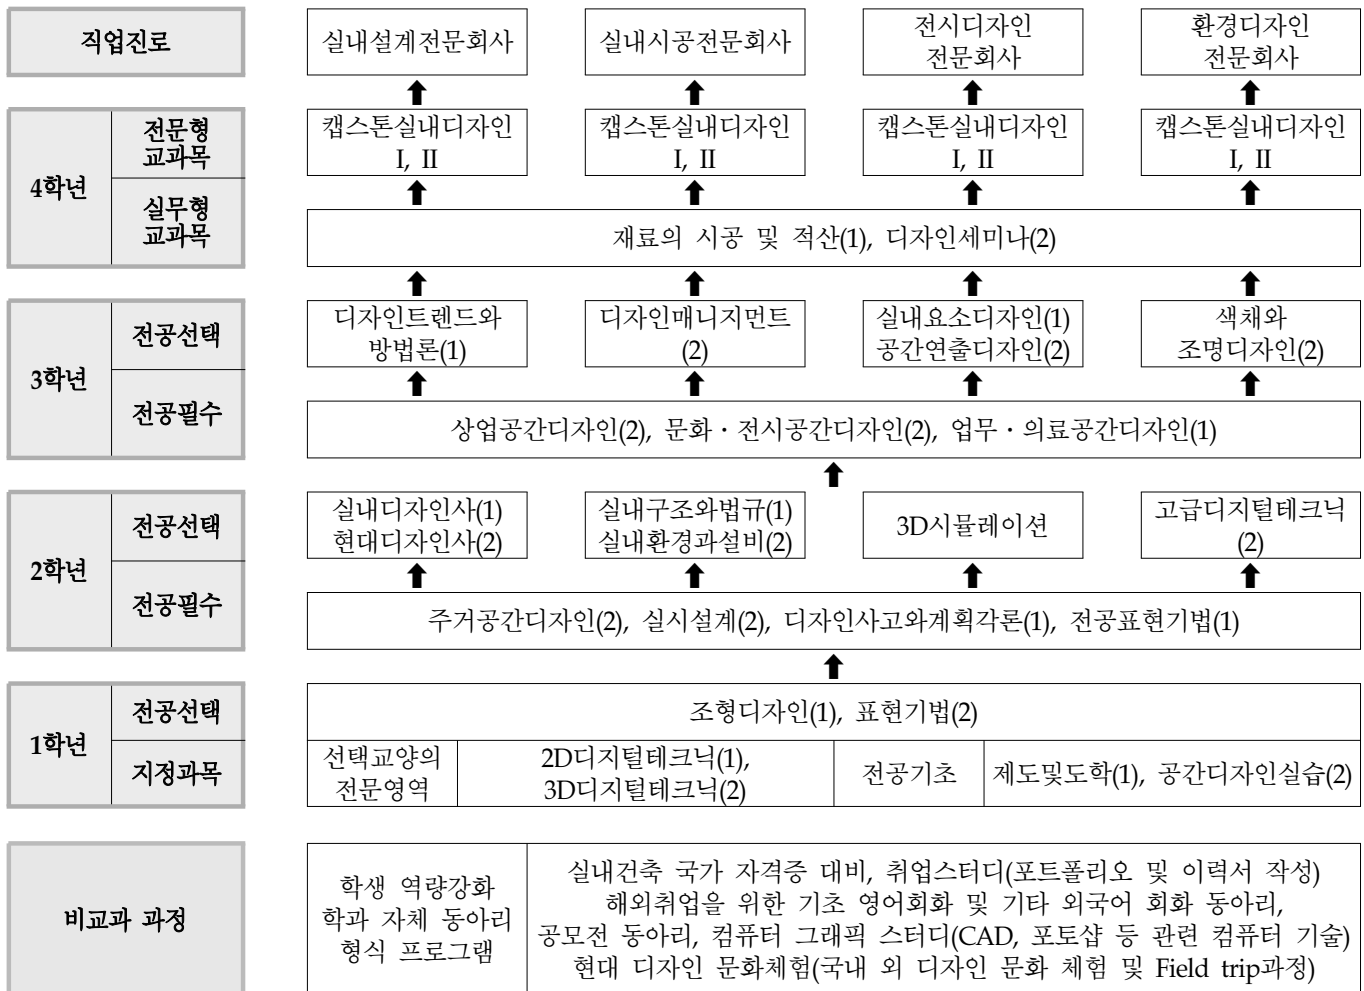 직업진로
실내설계전문회사
실내시공전문회사
전시디자인
전문회사
환경디자인
전문회사
4학년
전문형
교과목
캡스톤실내디자인
I, II
캡스톤실내디자인
I, II
캡스톤실내디자인
I, II
캡스톤실내디자인
I, II
실무형
교과목
재료의 시공 및 적산(1), 디자인세미나(2)
3학년
전공선택
디자인트렌드와
방법론(1)
디자인매니지먼트
(2)
실내요소디자인(1)
공간연출디자인(2)
색채와
조명디자인(2)
전공필수
상업공간디자인(2), 문화・전시공간디자인(2), 업무・의료공간디자인(1)
2학년
전공선택
실내디자인사(1)
현대디자인사(2)
실내구조와법규(1)
실내환경과설비(2)
3D시뮬레이션
고급디지털테크닉
(2)
전공필수
주거공간디자인(2), 실시설계(2), 디자인사고와계획각론(1), 전공표현기법(1)
1학년
전공선택
조형디자인(1), 표현기법(2)
지정과목
선택교양의
전문영역
2D디지털테크닉(1),
3D디지털테크닉(2)
전공기초
제도및도학(1), 공간디자인실습(2)
비교과 과정
학생 역량강화
학과 자체 동아리
형식 프로그램
실내건축 국가 자격증 대비, 취업스터디(포트폴리오 및 이력서 작성)
해외취업을 위한 기초 영어회화 및 기타 외국어 회화 동아리,
공모전 동아리, 컴퓨터 그래픽 스터디(CAD, 포토샵 등 관련 컴퓨터 기술)
현대 디자인 문화체험(국내 외 디자인 문화 체험 및 Field trip과정)